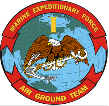 MARINE EXPEDITIONARY FORCE
I
AIR GROUND TEAM